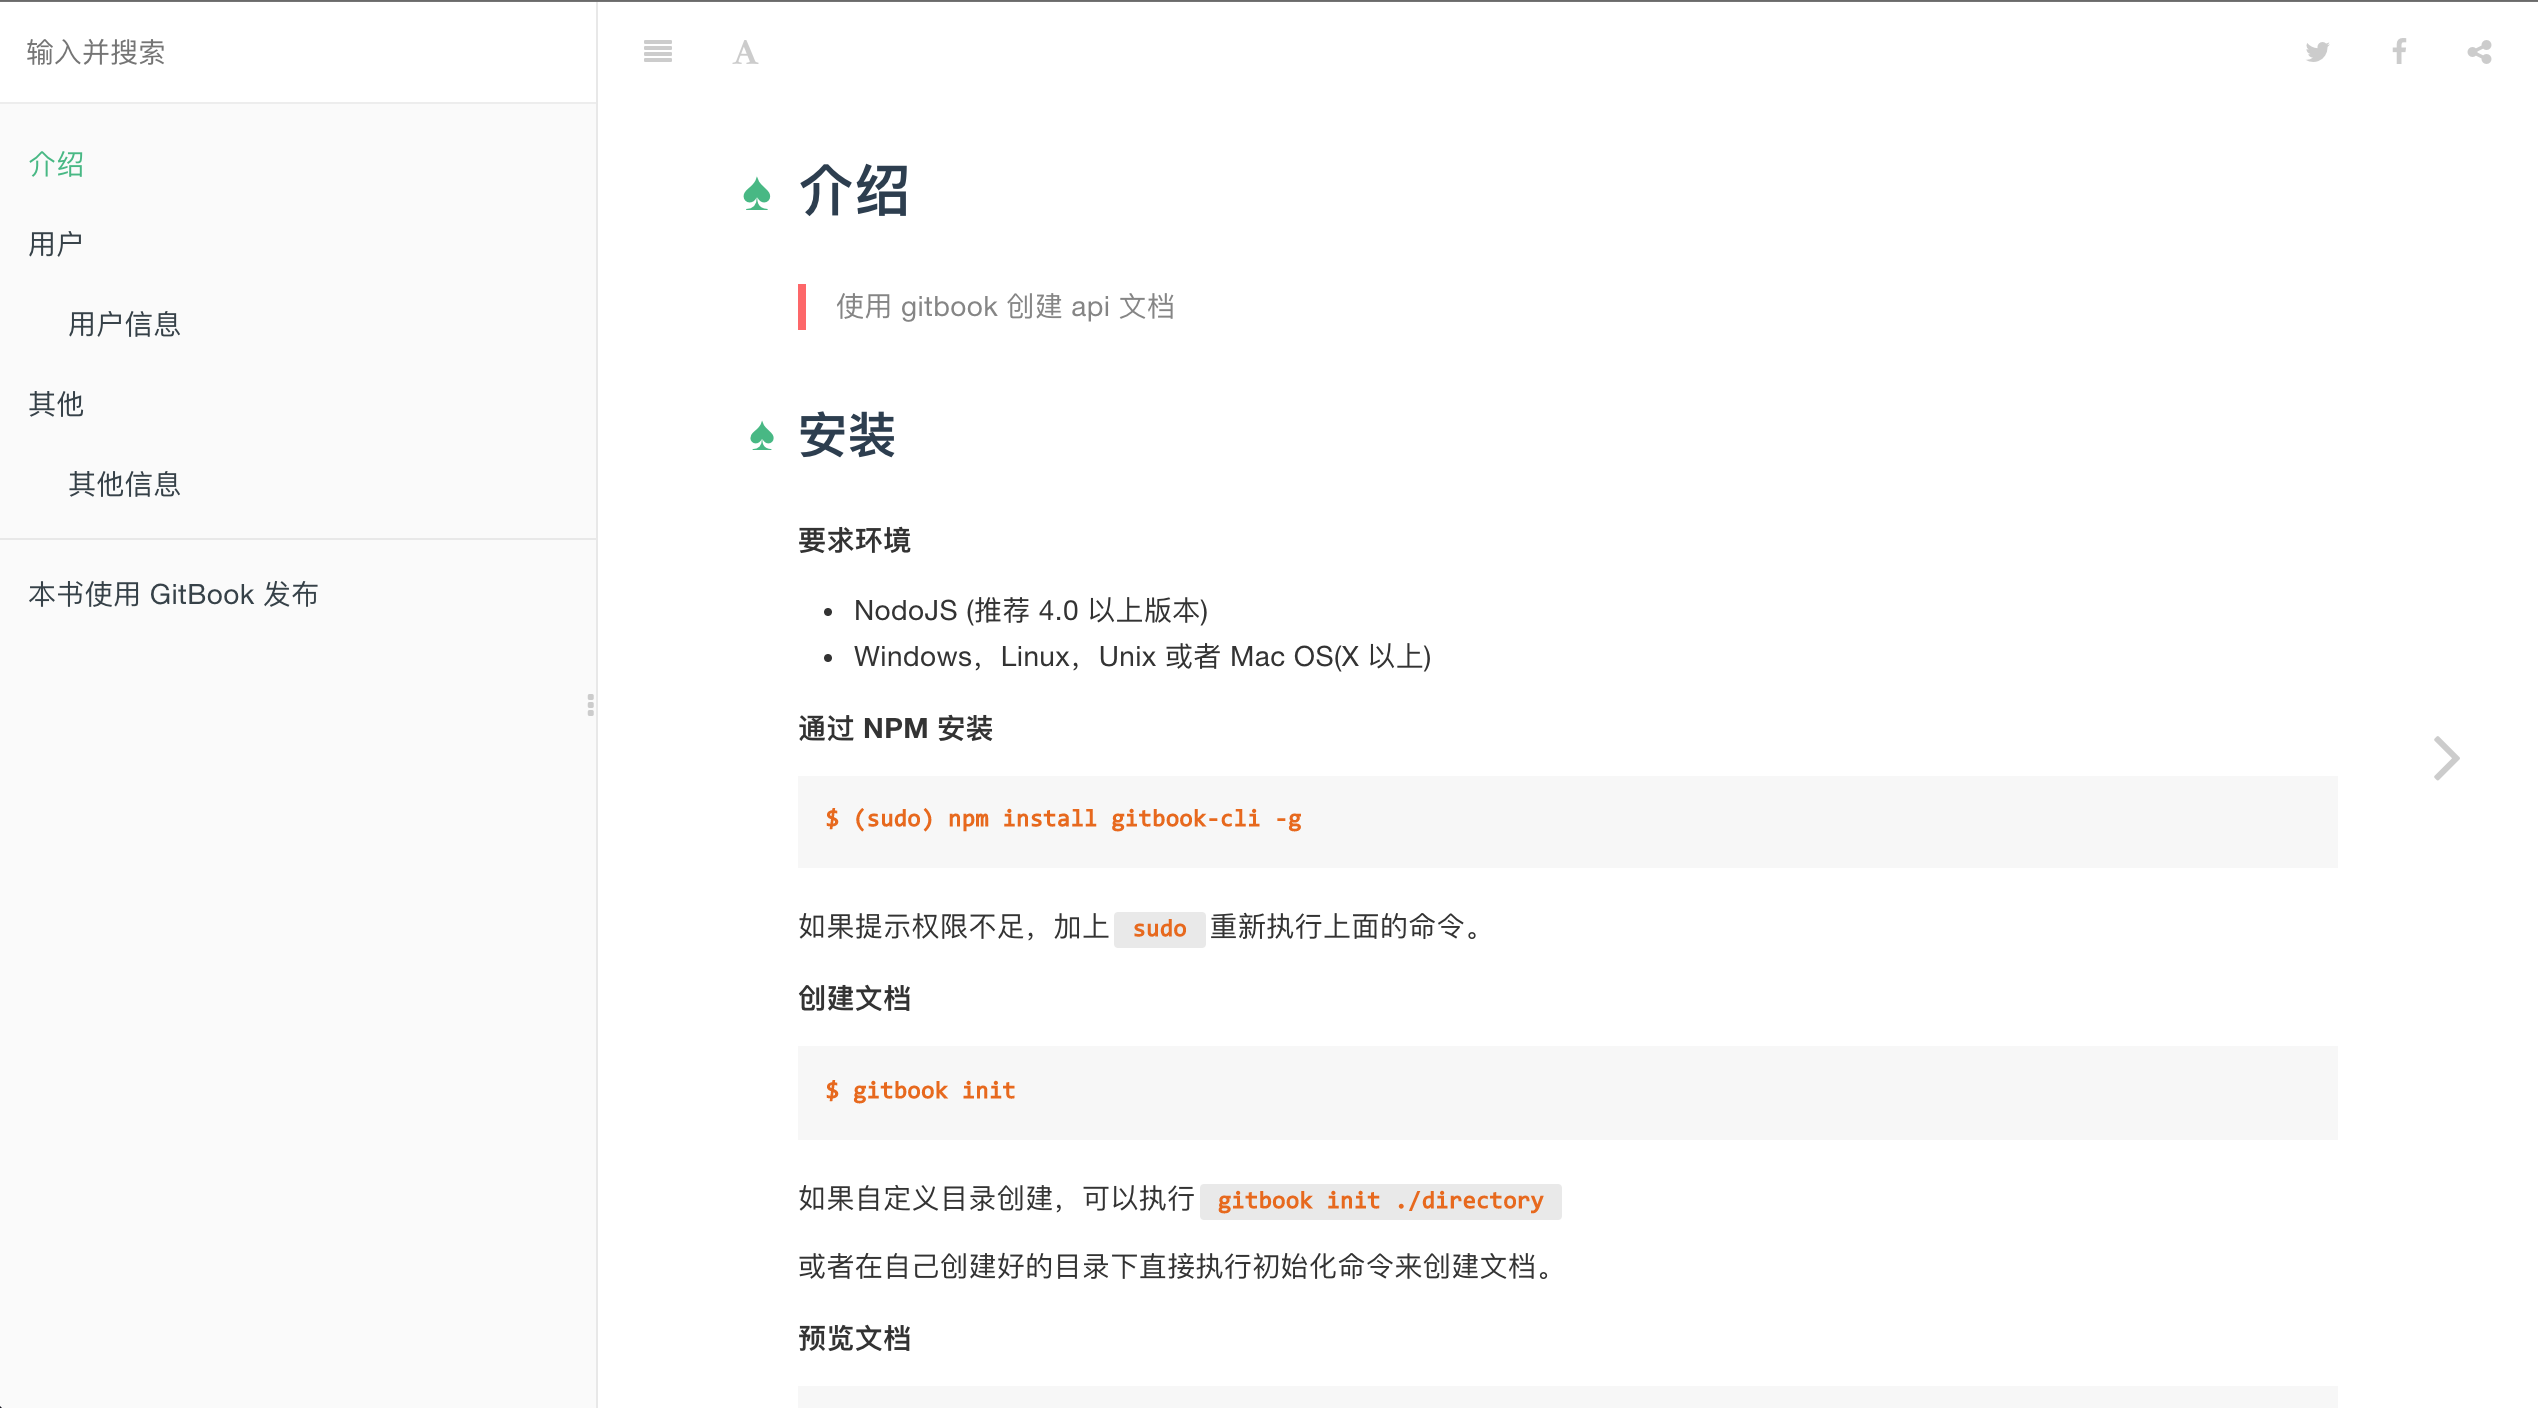 输入并搜索
介绍
用户
用户信息
其他
其他信息
本书使用 GitBook 发布
A
介绍
使用 gitbook 创建 api 文档
安装
要求环境
NodoJS (推荐 4.0 以上版本)
Windows，Linux，Unix 或者 Mac OS(X 以上)
通过 NPM 安装
$ (sudo) npm install gitbook-cli -g
如果提示权限不足，加上 sudo 重新执行上面的命令。
创建文档
$ gitbook init
如果自定义目录创建，可以执行 gitbook init ./directory
或者在自己创建好的目录下直接执行初始化命令来创建文档。
预览文档